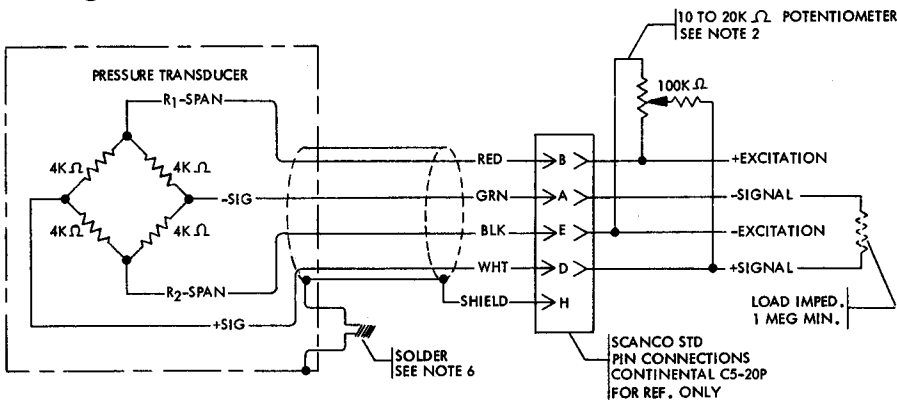 10 TO 20K Ω POTENTIOMETER
SEE NOTE 2
PRESSURE TRANSDUCER
R1-SPAN
100K Ω
4K Ω
4K Ω
RED
B
+EXCITATION
-SIG
GRN
A
-SIGNAL
4K Ω
4K Ω
BLK
E
-EXCITATION
WHT
D
+SIGNAL
R2-SPAN
SHIELD
H
LOAD IMPED.
1 MEG MIN.
+SIG
SOLDER
SEE NOTE 6
SCANCO STD
PIN CONNECTIONS
CONTINENTAL C5-20P
FOR REF. ONLY